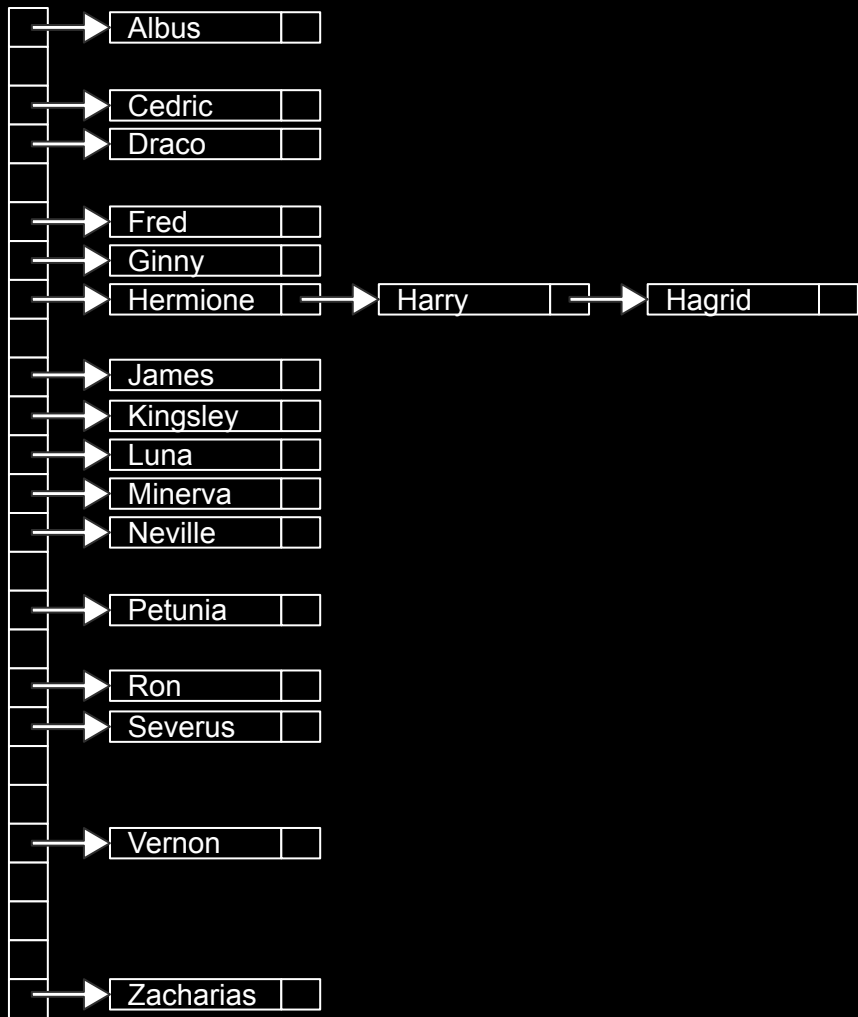 Albus
Cedric
Draco
Fred
Ginny
Hermione Harry Hagrid
James
Kingsley
Luna
Minerva
Neville
Petunia
Ron
Severus
Vernon
Zacharias